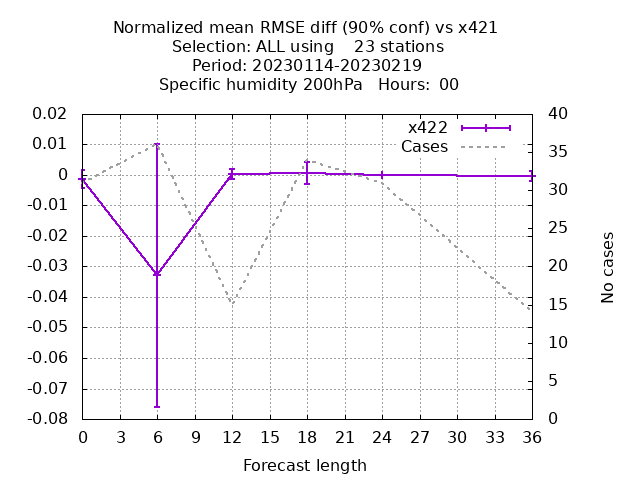 Normalized mean RMSE diff (90% conf) vs x421
Selection: ALL using    23 stations
Period: 20230114-20230219
Specific humidity 200hPa   Hours:  00
0.02
0.01
0
-0.01
-0.02
-0.03
-0.04
-0.05
-0.06
-0.07
-0.08
x422
Cases
40
35
30
25
20
15
10
5
0
No cases
0 3 6 9 12 15 18 21 24 27 30 33 36
Forecast length